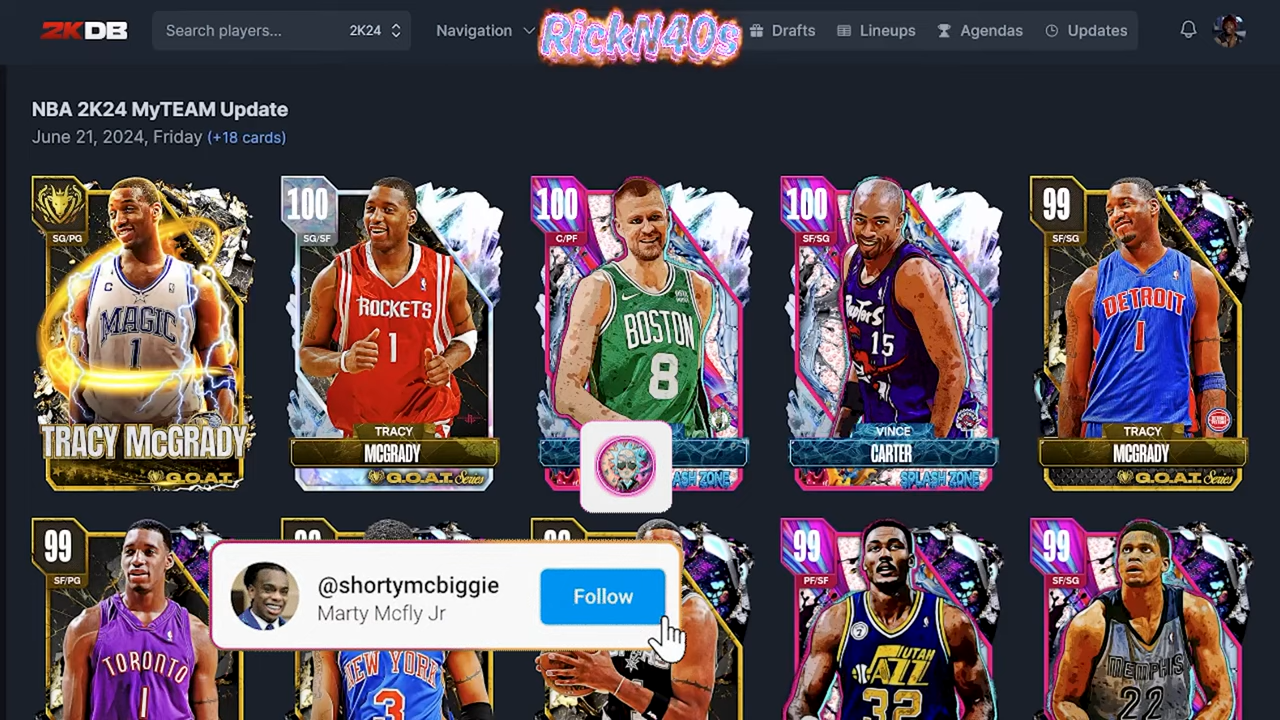 2KDB
Search players...
2K24
Navigation
RickN40s
Drafts
Lineups
Agendas
Updates
NBA 2K24 MyTEAM Update
June 21, 2024, Friday (+18 cards)
SG/PG
C
MAGIC
1
TRACY McGRADY
G.O.A.T.
100
SG/SF
ROCKETS
1
TRACY
McGRADY
G.O.A.T. Series
100
C/PF
BOSTON
8
SPLASH ZONE
100
SF/SG
RAPTORS
15
VINCE
CARTER
SPLASH ZONE
99
SF/SG
DETROIT
1
TRACY
McGRADY
G.O.A.T. Series
99
SF/PG
TORONTO
1
NEW YORK
3
99
PF/SF
UTAH
JAZZ
32
99
SF/SG
MEMPHIS
22
@shortymcbiggie
Marty Mcfly Jr
Follow